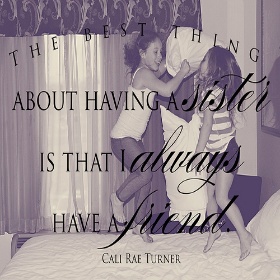 THE BEST THING
ABOUT HAVING A sister
IS THAT I always
HAVE A friend.
CALI RAE TURNER